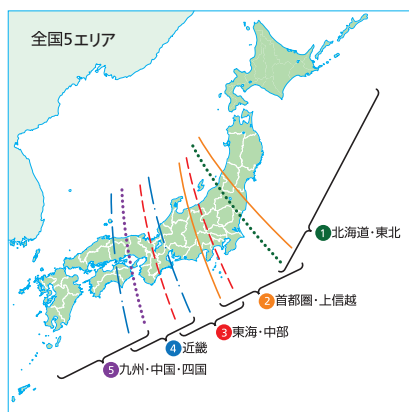 全国5エリア
1北海道・東北
2首都圏・上信越
3東海・中部
4近畿
5九州・中国・四国